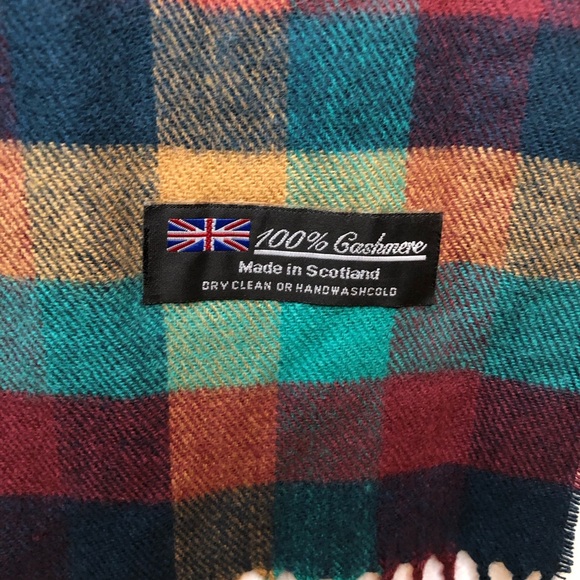 100% Cashmere
Made in Scotland
DRY CLEAN OR HANDWASHCOLD